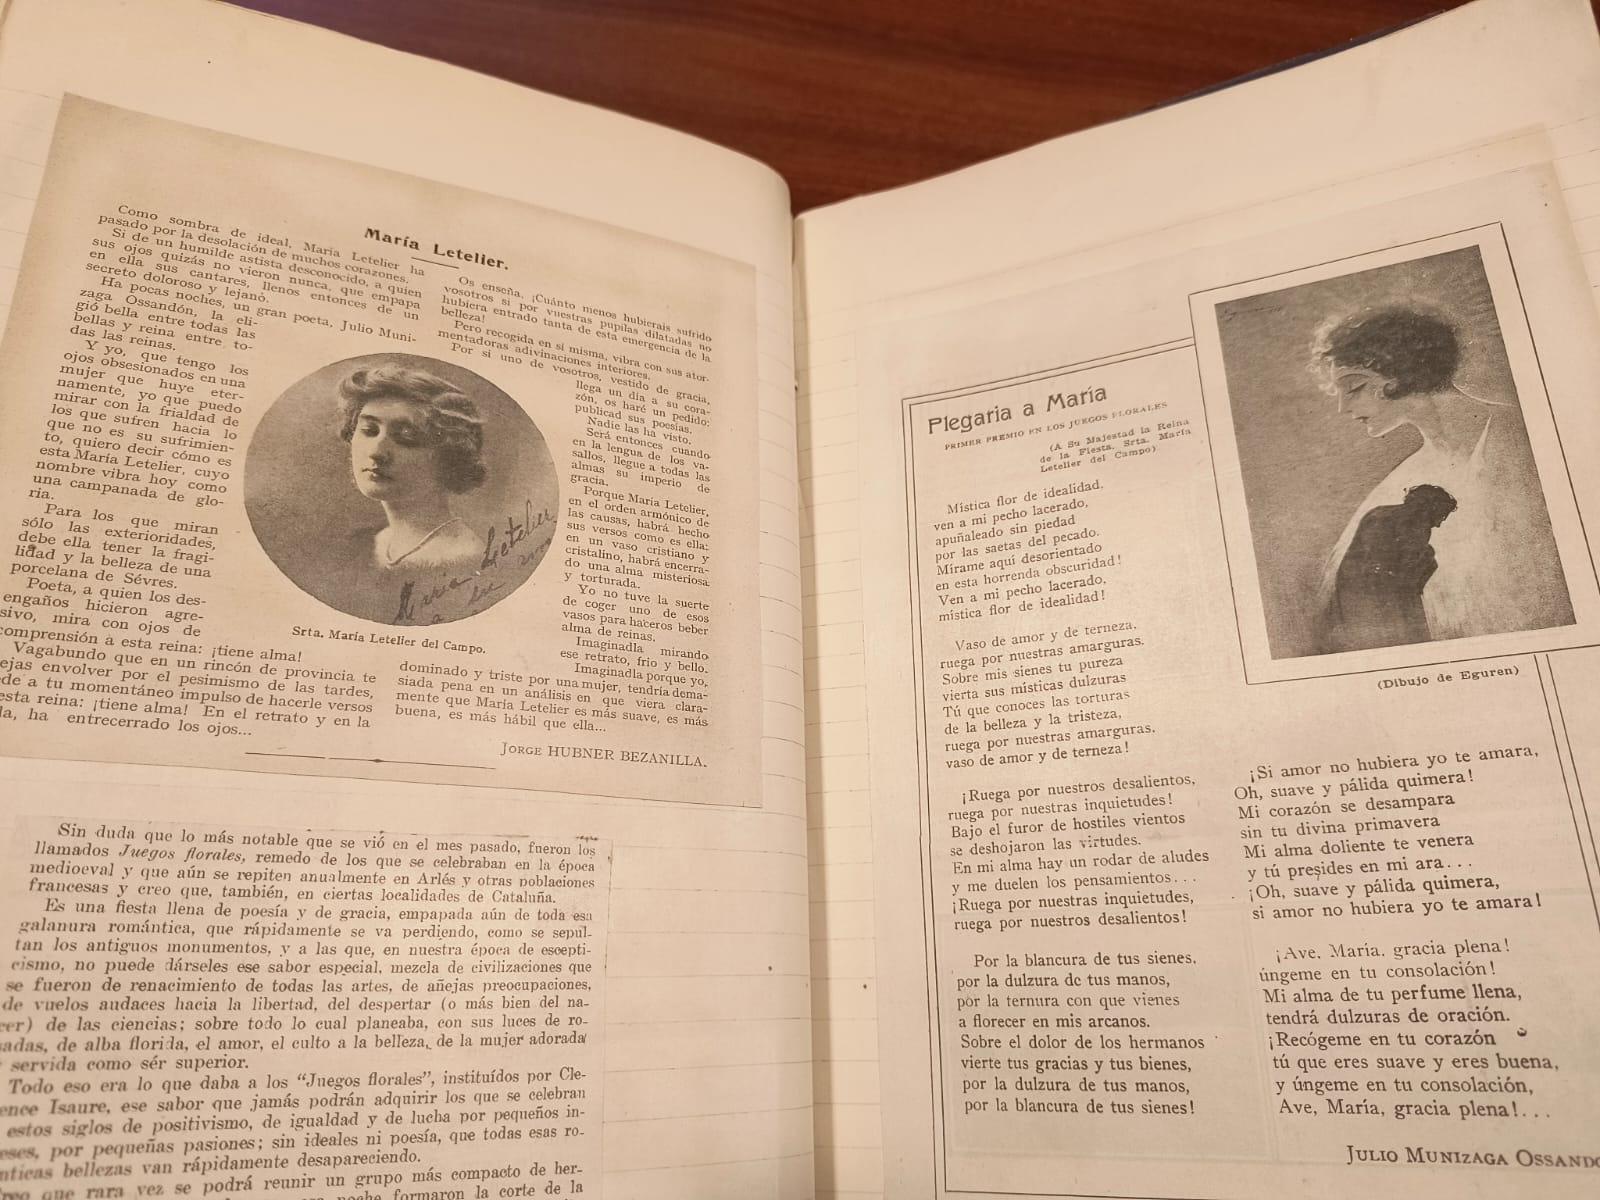 María Letelier.
Como sombra de ideal, María Letelier ha
pasado por la desolación de muchos corazones.
Si de un humilde astista desconocido, a quien
sus ojos quizás no vieron nunca, que empapa
en ella sus cantares, llenos entonces de un
secreto doloroso y lejano.
Ha pocas noches, un gran poeta, Julio Muni-
zaga Ossandón, la eli-
gió bella entre todas las
bellas y reina entre to-
das las reinas.
Y yo, que tengo los
ojos obsesionados en una
mujer que huye eter-
namente, yo que puedo
mirar con la frialdad de
los que sufren hacia lo
que no es su sufrimien-
to, quiero decir cómo es
esta María Letelier, cuyo
nombre vibra hoy como
una campanada de glo-
ria.
Para los que miran
sólo las exterioridades,
debe ella tener la fragi-
lidad y la belleza de una
porcelana de Sévres.
Poeta, a quien los des-
engaños hicieron agre-
sivo, mira con ojos de
comprensión a esta reina: ¡tiene alma!
Vagabundo que en un rincón de provincia te
ejas envolver por el pesimismo de las tardes,
de a tu momentáneo impulso de hacerle versos
esta reina: ¡tiene alma! En el retrato y en la
la, ha entrecerrado los ojos...
Os enseña, ¡Cuánto menos hubierais sufrido
vosotros si por vuestras pupilas dilatadas no
hubiera entrado tanta de esta emergencia de la
belleza!
Pero recogida en si misma, vibra con sus ator-
mentadoras adivinaciones interiores.
Por si uno de vosotros, vestido de gracia,
llega un día a su cora-
zón, os haré un pedido:
publicad sus poesías.
Nadie las ha visto.
Será entonces cuando
en la lengua de los va-
sallos, llegue a todas las
almas su imperio de
gracia.
Porque María Letelier,
en el orden armónico de
las causas, habrá hecho
sus versos como es ella:
en un vaso cristiano y
cristalino, habrá encerra-
do una alma misteriosa
y torturada.
Yo no tuve la suerte
de coger uno de esos
vasos para haceros beber
alma de reinas.
Imaginadla mirando
ese retrato, frio y bello.
Imaginadla porque yo,
dominado y triste por una mujer, tendría dema-
siada pena en un análisis en que viera clara-
mente que María Letelier es más suave, es más
buena, es más hábil que ella...
Maria Letelier
Srta. María Letelier del Campo.
JORGE HUBNER BEZANILLA.
Sin duda que lo más notable que se vió en el mes pasado, fueron los
llamados Juegos florales, remedo de los que se celebraban en la época
medioeval y que aún se repiten anualmente en Arlés y otras poblaciones
francesas y creo que, también, en ciertas localidades de Cataluña.
Es una fiesta llena de poesía y de gracia, empapada aún de toda esa
galanura romántica, que rápidamente se va perdiendo, como se sepul-
tan los antiguos monumentos, y a las que, en nuestra época de escepti-
cismo, no puede dárseles ese sabor especial, mezcla de civilizaciones que
se fueron de renacimiento de todas las artes, de añejas preocupaciones,
de vuelos audaces hacia la libertad, del despertar (o más bien del na-
cer) de las ciencias; sobre todo lo cual planeaba, con sus luces de ro-
sadas, de alba florida, el amor, el culto a la belleza, de la mujer adorada
servida como sér superior.
Todo eso era lo que daba a los "Juegos florales", instituídos por Cle-
ence Isaure, ese sabor que jamás podrán adquirir los que se celebran
estos siglos de positivismo, de igualdad y de lucha por pequeños in-
eses, por pequeñas pasiones; sin ideales ni poesía, que todas esas ro-
nticas bellezas van rápidamente desapareciendo.
que rara vez se podrá reunir un grupo más compacto de her-
noche formaron la corte de la
Plegaria a María
PRIMER PREMIO EN LOS JUEGOS FLORALES
(A Su Majestad la Reina
de la Fiesta, Srta. María
Letelier del Campo)
Mística flor de idealidad,
ven a mi pecho lacerado,
apuñaleado sin piedad
por las saetas del pecado.
Mírame aquí desorientado
en esta horrenda obscuridad!
Ven a mi pecho lacerado,
mística flor de idealidad!
Vaso de amor y de terneza,
ruega por nuestras amarguras.
Sobre mis sienes tu pureza
vierta sus místicas dulzuras
Tú que conoces las torturas
de la belleza y la tristeza,
ruega por nuestras amarguras,
vaso de amor y de terneza!
¡Ruega por nuestros desalientos,
ruega por nuestras inquietudes!
Bajo el furor de hostiles vientos
se deshojaron las virtudes.
En mi alma hay un rodar de aludes
y me duelen los pensamientos...
¡Ruega por nuestras inquietudes,
ruega por nuestros desalientos!
Por la blancura de tus sienes,
por la dulzura de tus manos,
por la ternura con que vienes
a florecer en mis arcanos.
Sobre el dolor de los hermanos
vierte tus gracias y tus bienes,
por la dulzura de tus manos,
por la blancura de tus sienes!
(Dibujo de Eguren)
¡Si amor no hubiera yo te amara,
Oh, suave y pálida quimera!
Mi corazón se desampara
sin tu divina primavera
Mi alma doliente te venera
y tú presides en mi ara...
¡Oh, suave y pálida quimera,
si amor no hubiera yo te amara!
¡Ave, María, gracia plena!
úngeme en tu consolación!
Mi alma de tu perfume llena,
tendrá dulzuras de oración.
¡Recógeme en tu corazón
tú que eres suave y eres buena,
y úngeme en tu consolación,
Ave, María, gracia plena!...
JULIO MUNIZAGA OSSANDO